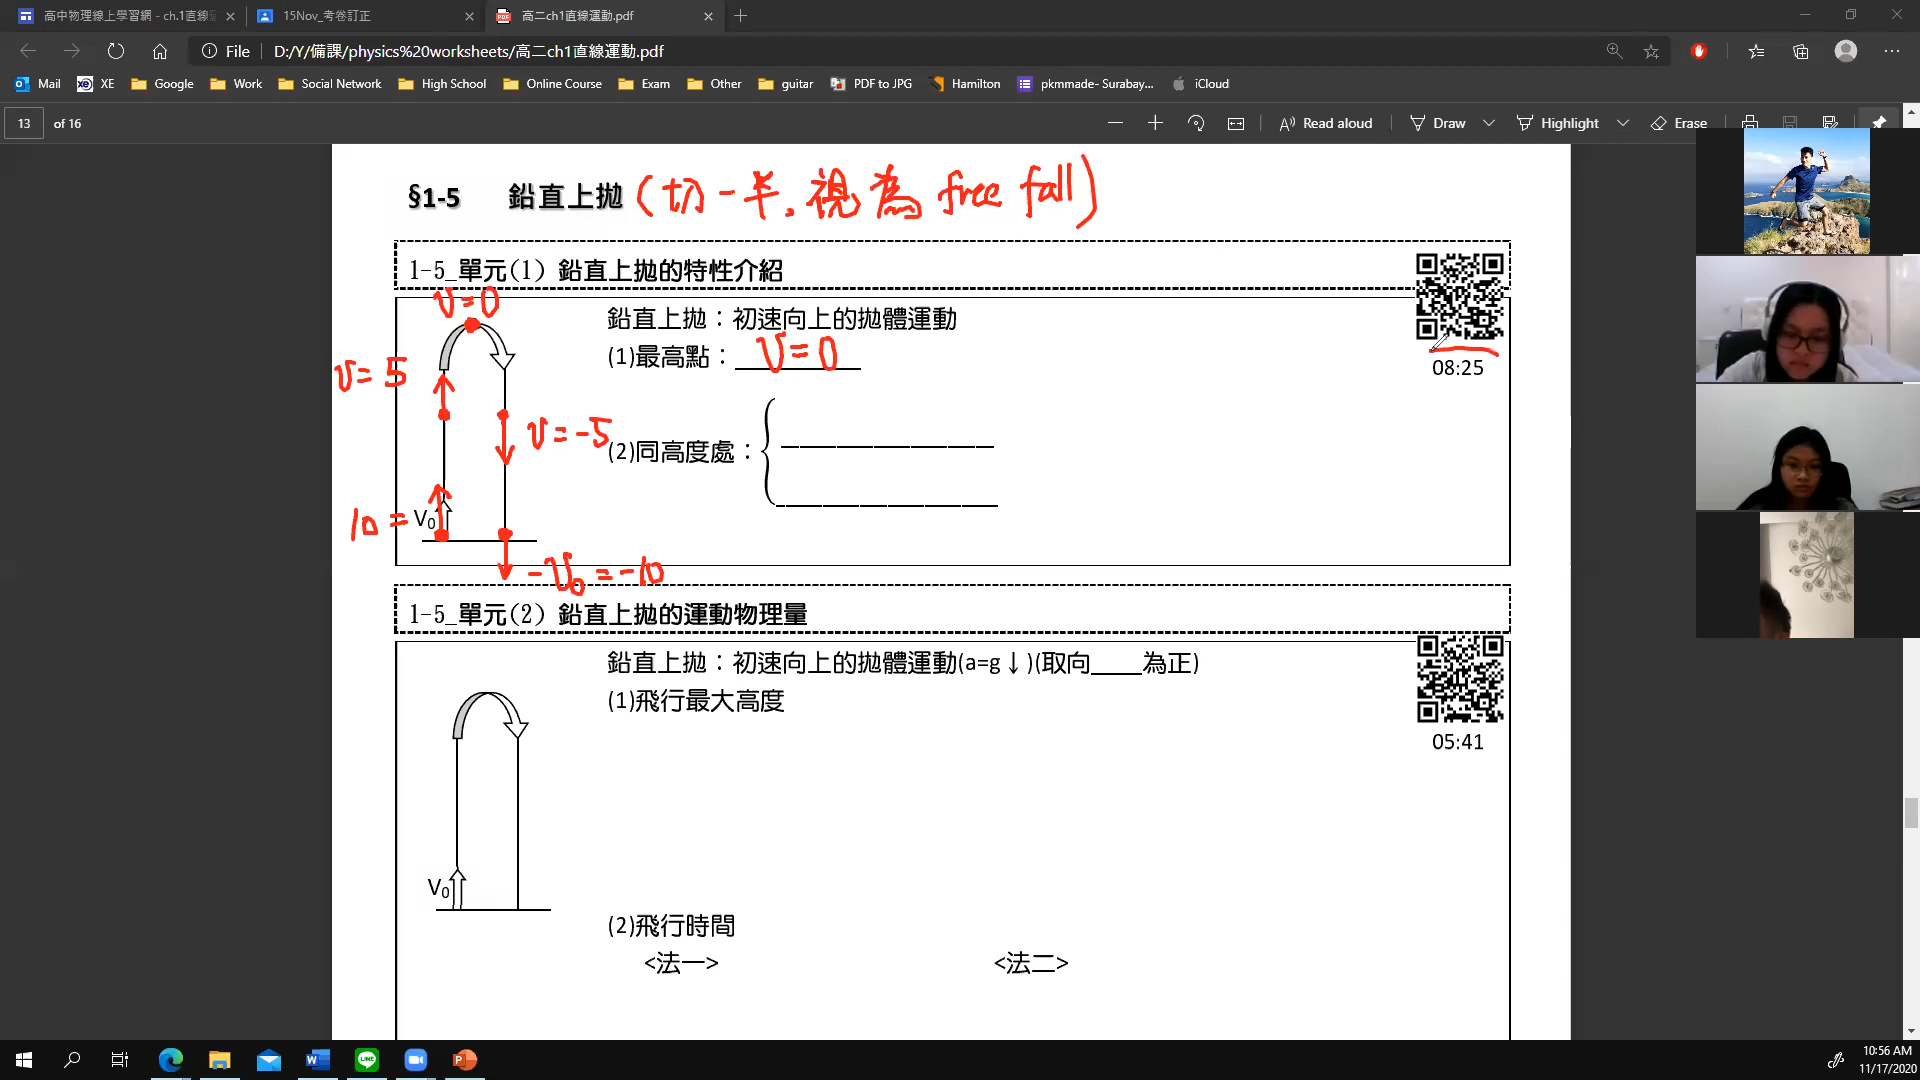 高中物理線上學習網 - ch.1直線
15Nov_考卷訂正
高二ch1直線運動.pdf
File D:/Y/備課/physics%20worksheets/高二ch1直線運動.pdf
Mail XE Google Work Social Network High School Online Course Exam Other guitar PDF to JPG Hamilton pkmmade- Surabay... iCloud
13 of 16 Read aloud Draw Highlight Erase
§1-5 鉛直上拋 (切一半,視為 free fall)
1-5_單元(1) 鉛直上拋的特性介紹
V=0
鉛直上拋：初速向上的拋體運動
(1)最高點：V=0
08:25
V=5
V=-5
(2)同高度處：
10=V₀
-V₀=-10
1-5_單元(2) 鉛直上拋的運動物理量
鉛直上拋：初速向上的拋體運動(a=g↓)(取向____為正)
(1)飛行最大高度
05:41
V₀
(2)飛行時間
<法一> <法二>
10:56 AM
11/17/2020